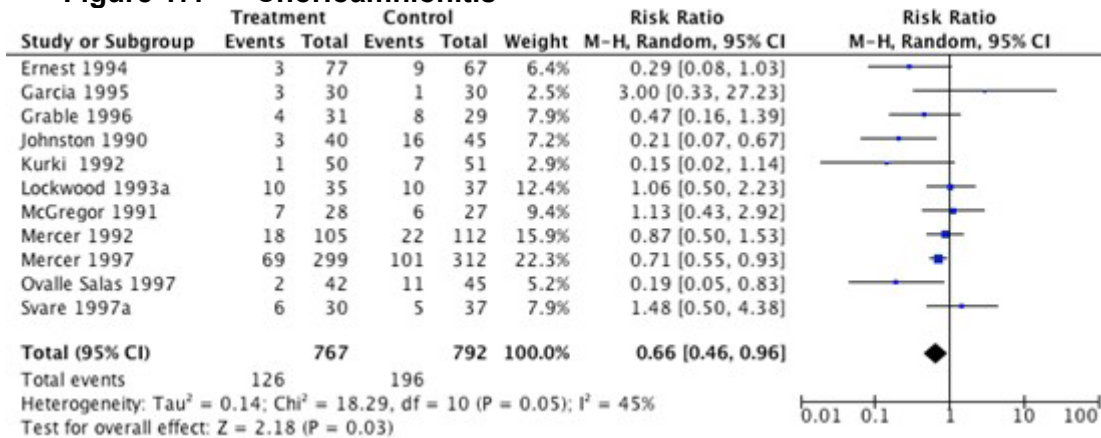 Treatment Control Risk Ratio Risk Ratio
Study or Subgroup Events Total Events Total Weight M-H, Random, 95% CI M-H, Random, 95% CI
Ernest 1994 3 77 9 67 6.4% 0.29 [0.08, 1.03]
Garcia 1995 3 30 1 30 2.5% 3.00 [0.33, 27.23]
Grable 1996 4 31 8 29 7.9% 0.47 [0.16, 1.39]
Johnston 1990 3 40 16 45 7.2% 0.21 [0.07, 0.67]
Kurki 1992 1 50 7 51 2.9% 0.15 [0.02, 1.14]
Lockwood 1993a 10 35 10 37 12.4% 1.06 [0.50, 2.23]
McGregor 1991 7 28 6 27 9.4% 1.13 [0.43, 2.92]
Mercer 1992 18 105 22 112 15.9% 0.87 [0.50, 1.53]
Mercer 1997 69 299 101 312 22.3% 0.71 [0.55, 0.93]
Ovalle Salas 1997 2 42 11 45 5.2% 0.19 [0.05, 0.83]
Svare 1997a 6 30 5 37 7.9% 1.48 [0.50, 4.38]
Total (95% CI) 767 792 100.0% 0.66 [0.46, 0.96]
Total events 126 196
Heterogeneity: Tau² = 0.14; Chi² = 18.29, df = 10 (P = 0.05); I² = 45%
Test for overall effect: Z = 2.18 (P = 0.03)
0.01 0.1 1 10 100